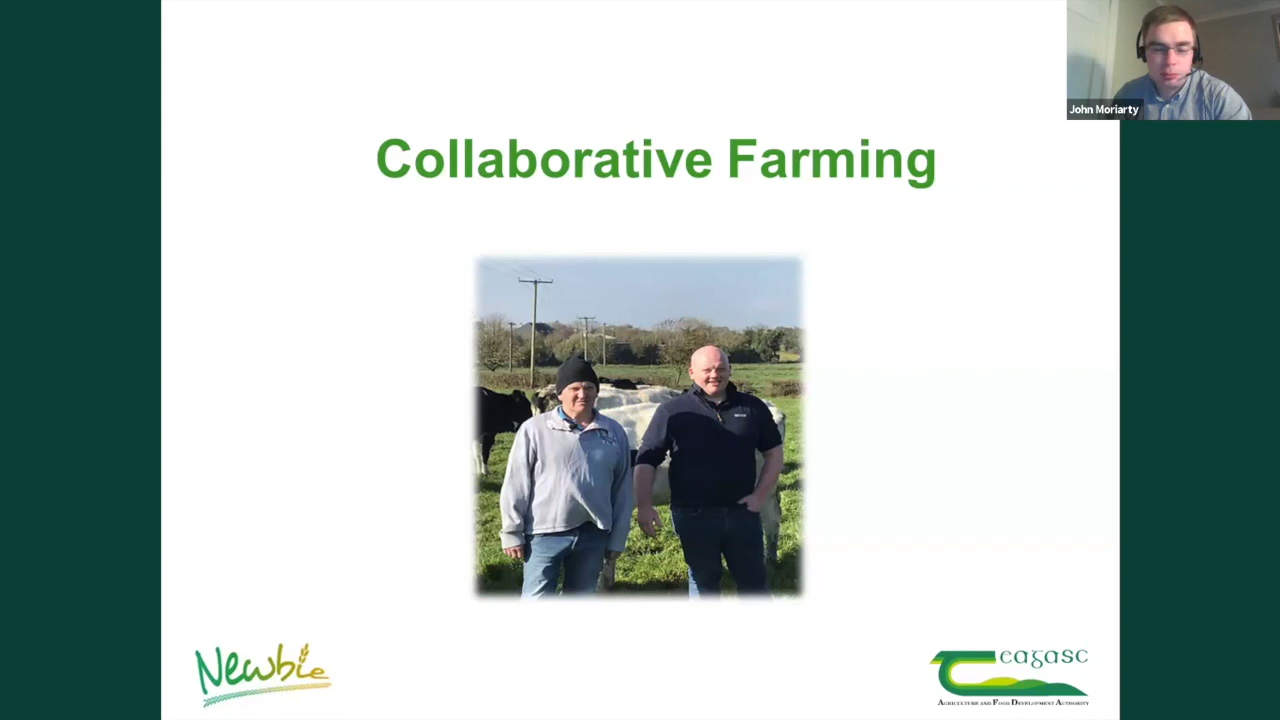 John Moriarty
Collaborative Farming
Newbie
Teagasc
AGRICULTURE AND FOOD DEVELOPMENT AUTHORITY